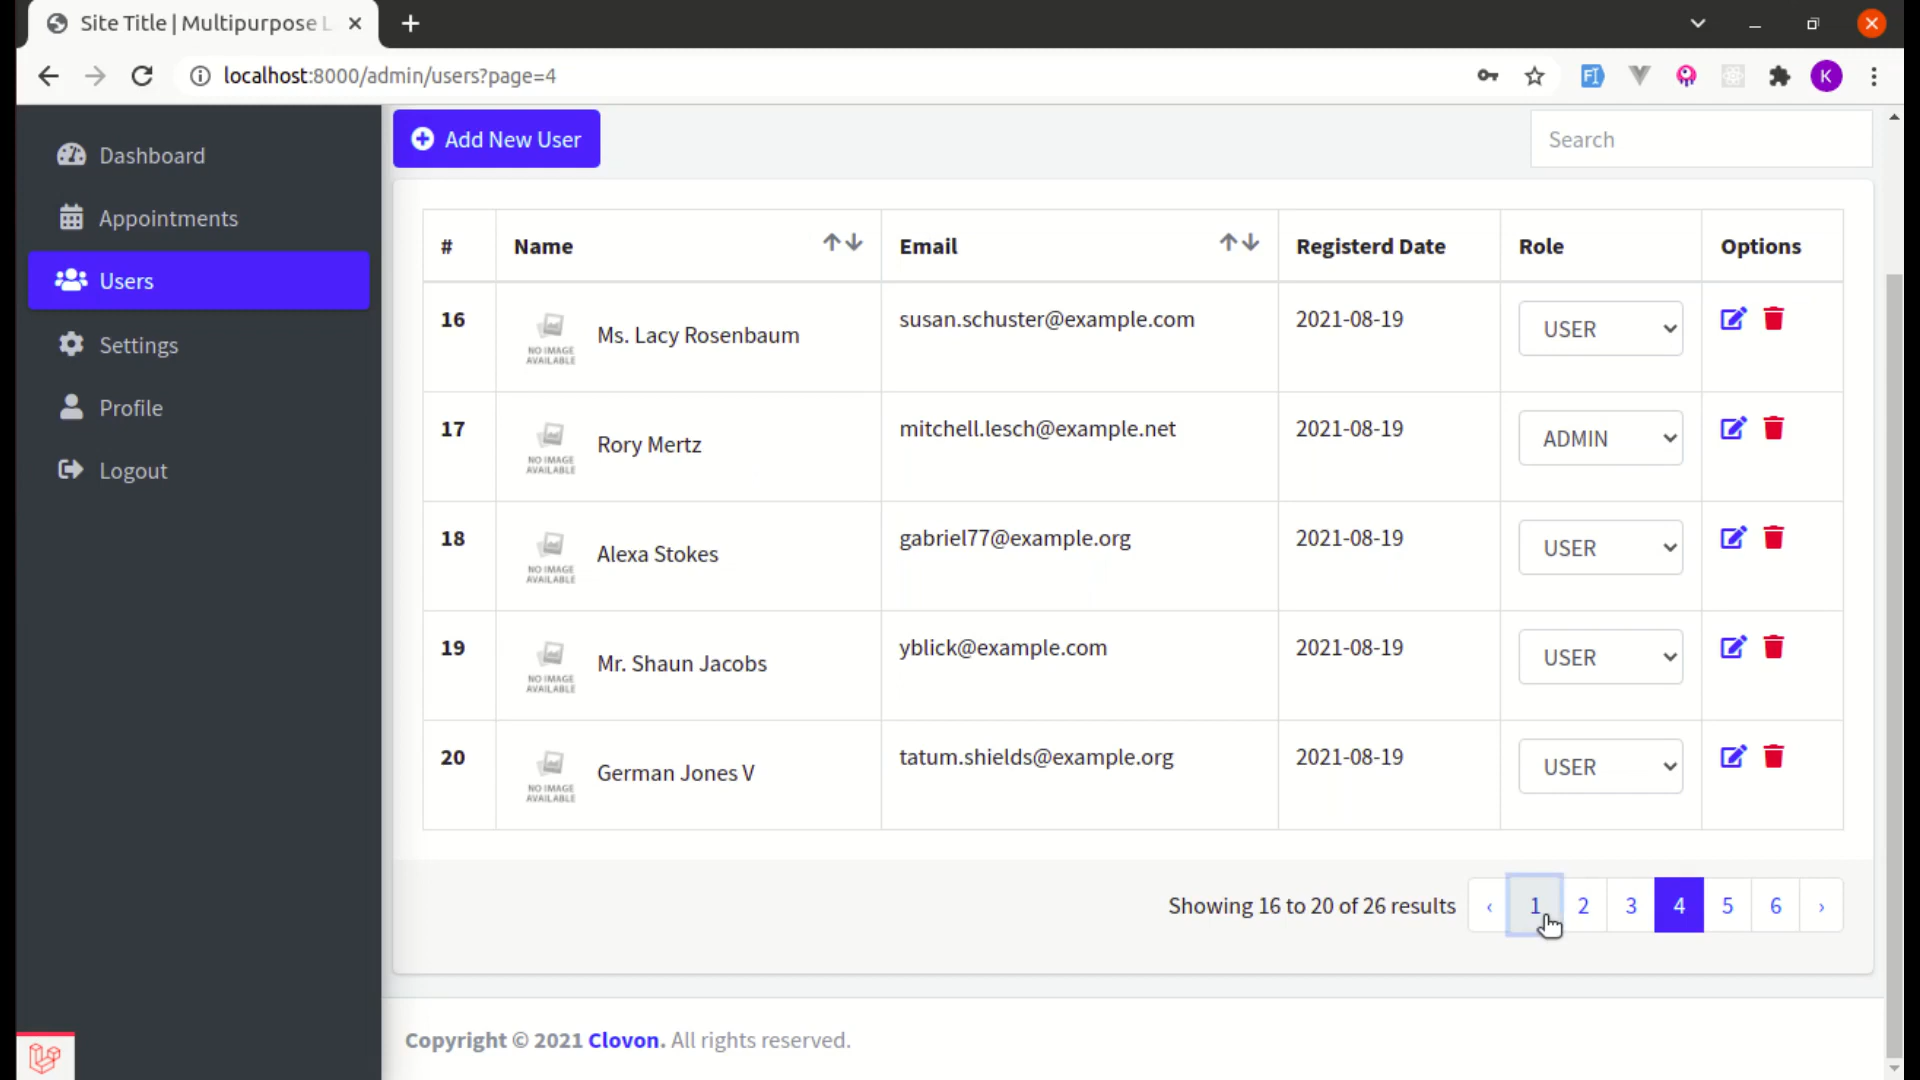 Site Title | Multipurpose L
localhost:8000/admin/users?page=4
K
Dashboard
Appointments
Users
Settings
Profile
Logout
Add New User
Search
# Name Email Registerd Date Role Options
16 NO IMAGE AVAILABLE Ms. Lacy Rosenbaum susan.schuster@example.com 2021-08-19 USER
17 NO IMAGE AVAILABLE Rory Mertz mitchell.lesch@example.net 2021-08-19 ADMIN
18 NO IMAGE AVAILABLE Alexa Stokes gabriel77@example.org 2021-08-19 USER
19 NO IMAGE AVAILABLE Mr. Shaun Jacobs yblick@example.com 2021-08-19 USER
20 NO IMAGE AVAILABLE German Jones V tatum.shields@example.org 2021-08-19 USER
Showing 16 to 20 of 26 results ‹ 1 2 3 4 5 6 ›
Copyright © 2021 Clovon. All rights reserved.